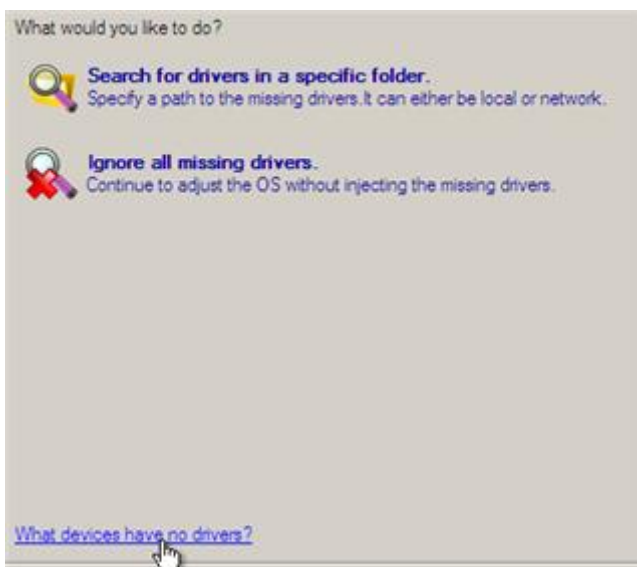 What would you like to do?
Search for drivers in a specific folder.
Specify a path to the missing drivers.It can either be local or network.
Ignore all missing drivers.
Continue to adjust the OS without injecting the missing drivers.
What devices have no drivers?